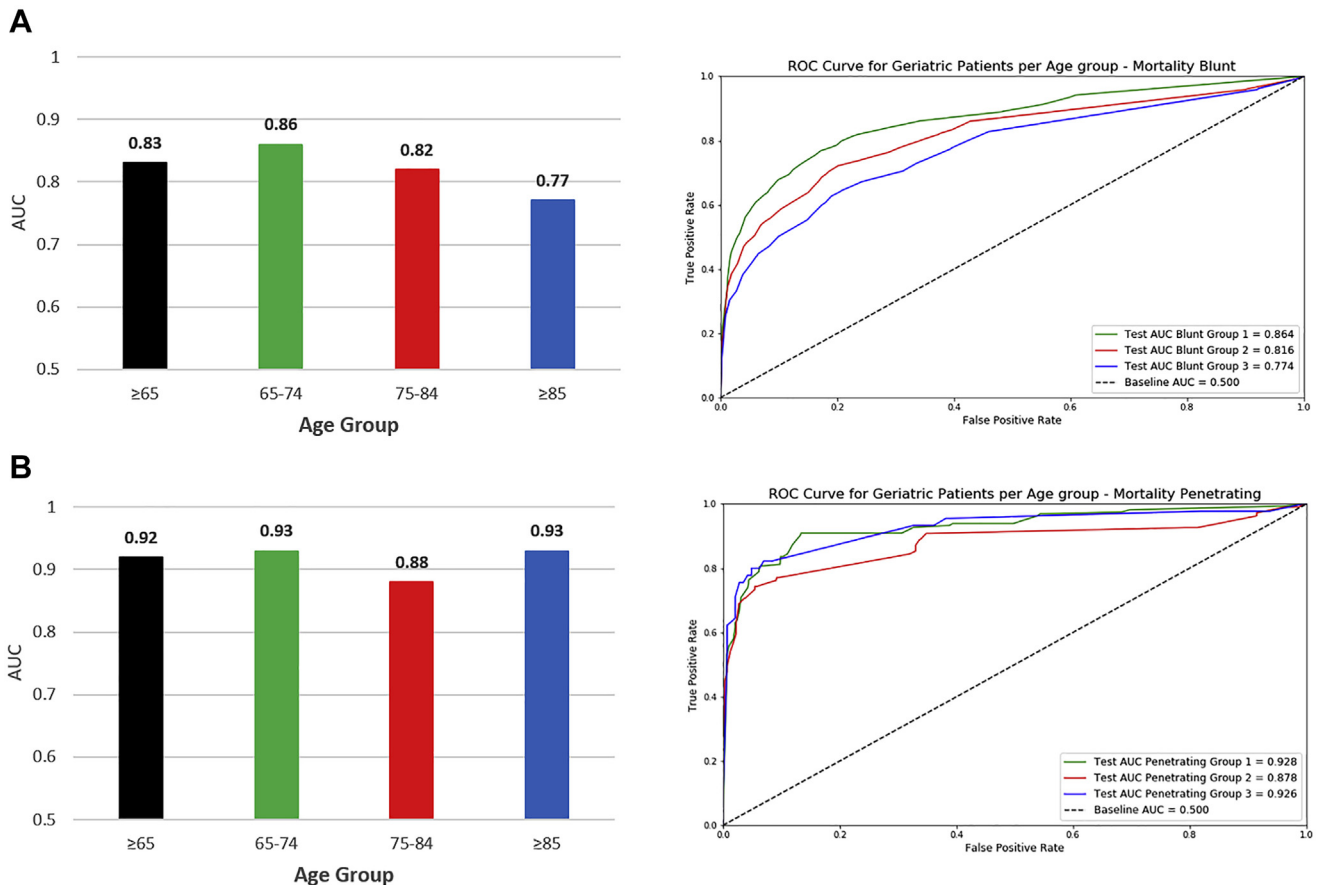 A
1
0.9
0.8
0.7
0.6
0.5
AUC
0.83
0.86
0.82
0.77
≥65
65-74
75-84
≥85
Age Group
ROC Curve for Geriatric Patients per Age group - Mortality Blunt
1.0
0.8
0.6
0.4
0.2
0.0
True Positive Rate
Test AUC Blunt Group 1 = 0.864
Test AUC Blunt Group 2 = 0.816
Test AUC Blunt Group 3 = 0.774
Baseline AUC = 0.500
0.0 0.2 0.4 0.6 0.8 1.0
False Positive Rate
B
1
0.9
0.8
0.7
0.6
0.5
AUC
0.92
0.93
0.88
0.93
≥65
65-74
75-84
≥85
Age Group
ROC Curve for Geriatric Patients per Age group - Mortality Penetrating
1.0
0.8
0.6
0.4
0.2
0.0
True Positive Rate
Test AUC Penetrating Group 1 = 0.928
Test AUC Penetrating Group 2 = 0.878
Test AUC Penetrating Group 3 = 0.926
Baseline AUC = 0.500
0.0 0.2 0.4 0.6 0.8 1.0
False Positive Rate